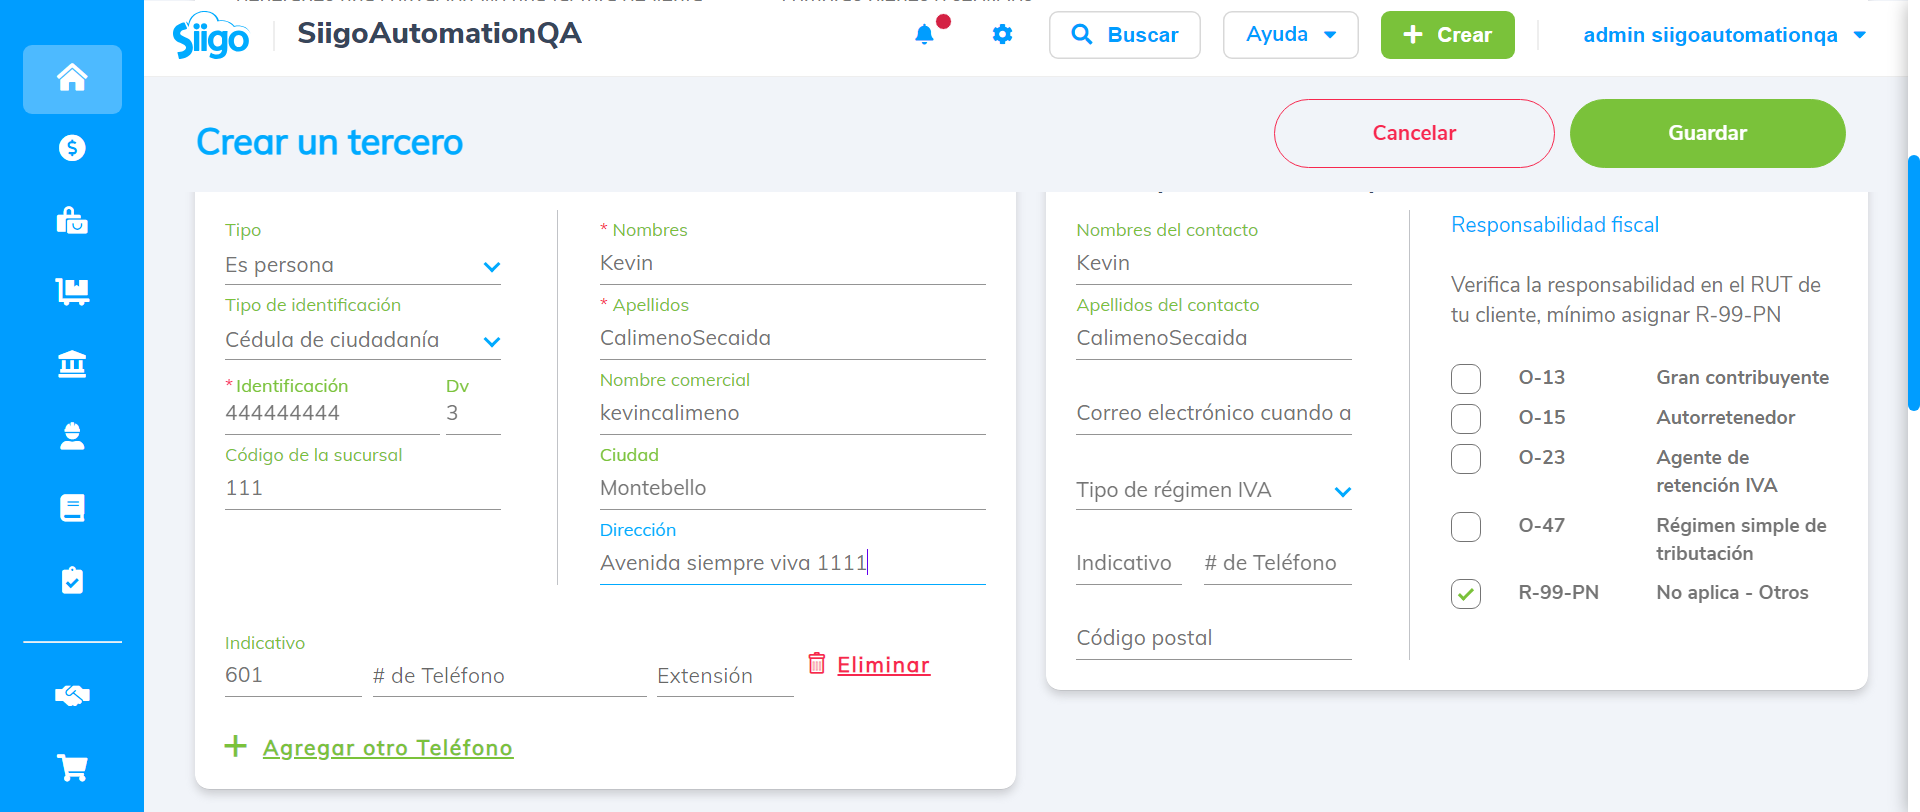 Siigo
SiigoAutomationQA
Buscar
Ayuda
Crear
admin siigoautomationqa
Crear un tercero
Cancelar
Guardar
Tipo
Es persona
Tipo de identificación
Cédula de ciudadanía
* Identificación
Dv
444444444
3
Código de la sucursal
111
* Nombres
Kevin
* Apellidos
CalimenoSecaida
Nombre comercial
kevincalimeno
Ciudad
Montebello
Dirección
Avenida siempre viva 1111
Indicativo
601
# de Teléfono
Extensión
Eliminar
Agregar otro Teléfono
Nombres del contacto
Kevin
Apellidos del contacto
CalimenoSecaida
Correo electrónico cuando a
Tipo de régimen IVA
Indicativo
# de Teléfono
Código postal
Responsabilidad fiscal
Verifica la responsabilidad en el RUT de
tu cliente, mínimo asignar R-99-PN
O-13 Gran contribuyente
O-15 Autorretenedor
O-23 Agente de
retención IVA
O-47 Régimen simple de
tributación
R-99-PN No aplica - Otros